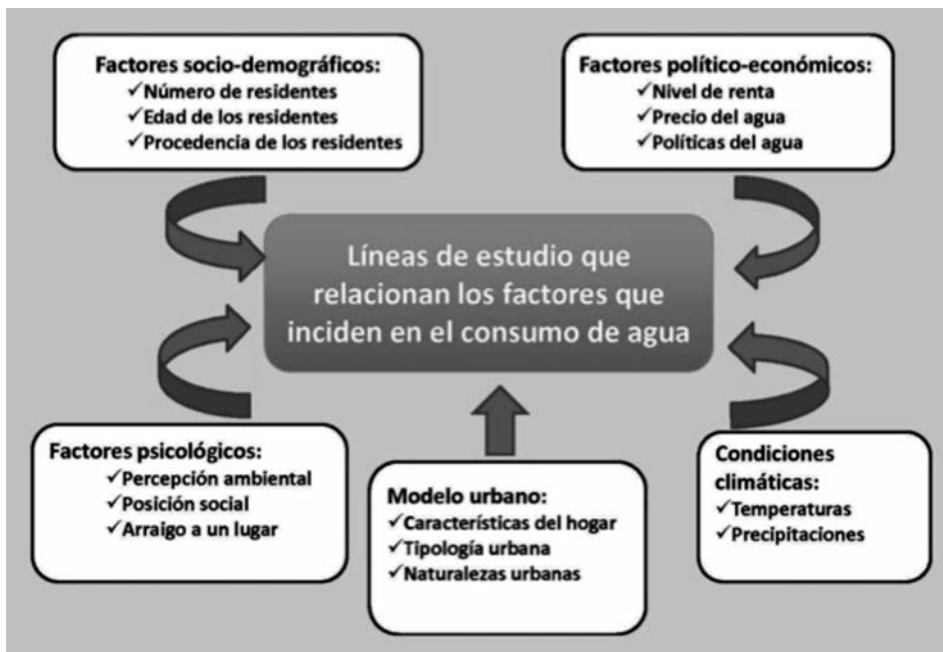 Factores socio-demográficos:
✓Número de residentes
✓Edad de los residentes
✓Procedencia de los residentes
Factores político-económicos:
✓Nivel de renta
✓Precio del agua
✓Políticas del agua
Líneas de estudio que
relacionan los factores que
inciden en el consumo de agua
Factores psicológicos:
✓Percepción ambiental
✓Posición social
✓Arraigo a un lugar
Modelo urbano:
✓Características del hogar
✓Tipología urbana
✓Naturalezas urbanas
Condiciones
climáticas:
✓Temperaturas
✓Precipitaciones